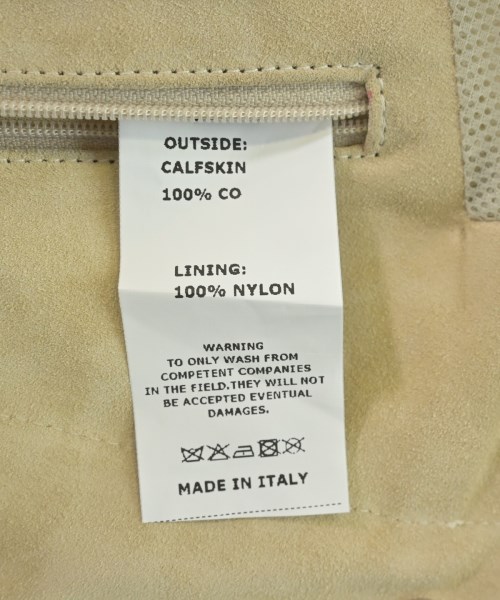 OUTSIDE:
CALFSKIN
100% CO
LINING:
100% NYLON
WARNING
TO ONLY WASH FROM
COMPETENT COMPANIES
IN THE FIELD.THEY WILL NOT
BE ACCEPTED EVENTUAL
DAMAGES.
MADE IN ITALY